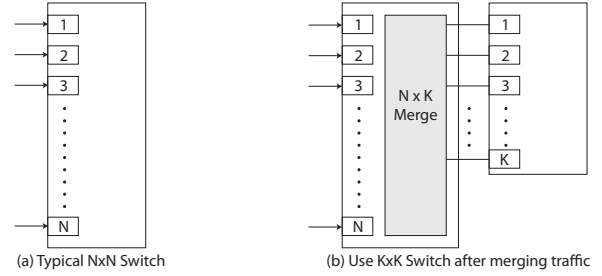 1
2
3
N
(a) Typical NxN Switch
1
2
3
N
N x K
Merge
1
2
3
K
(b) Use KxK Switch after merging traffic